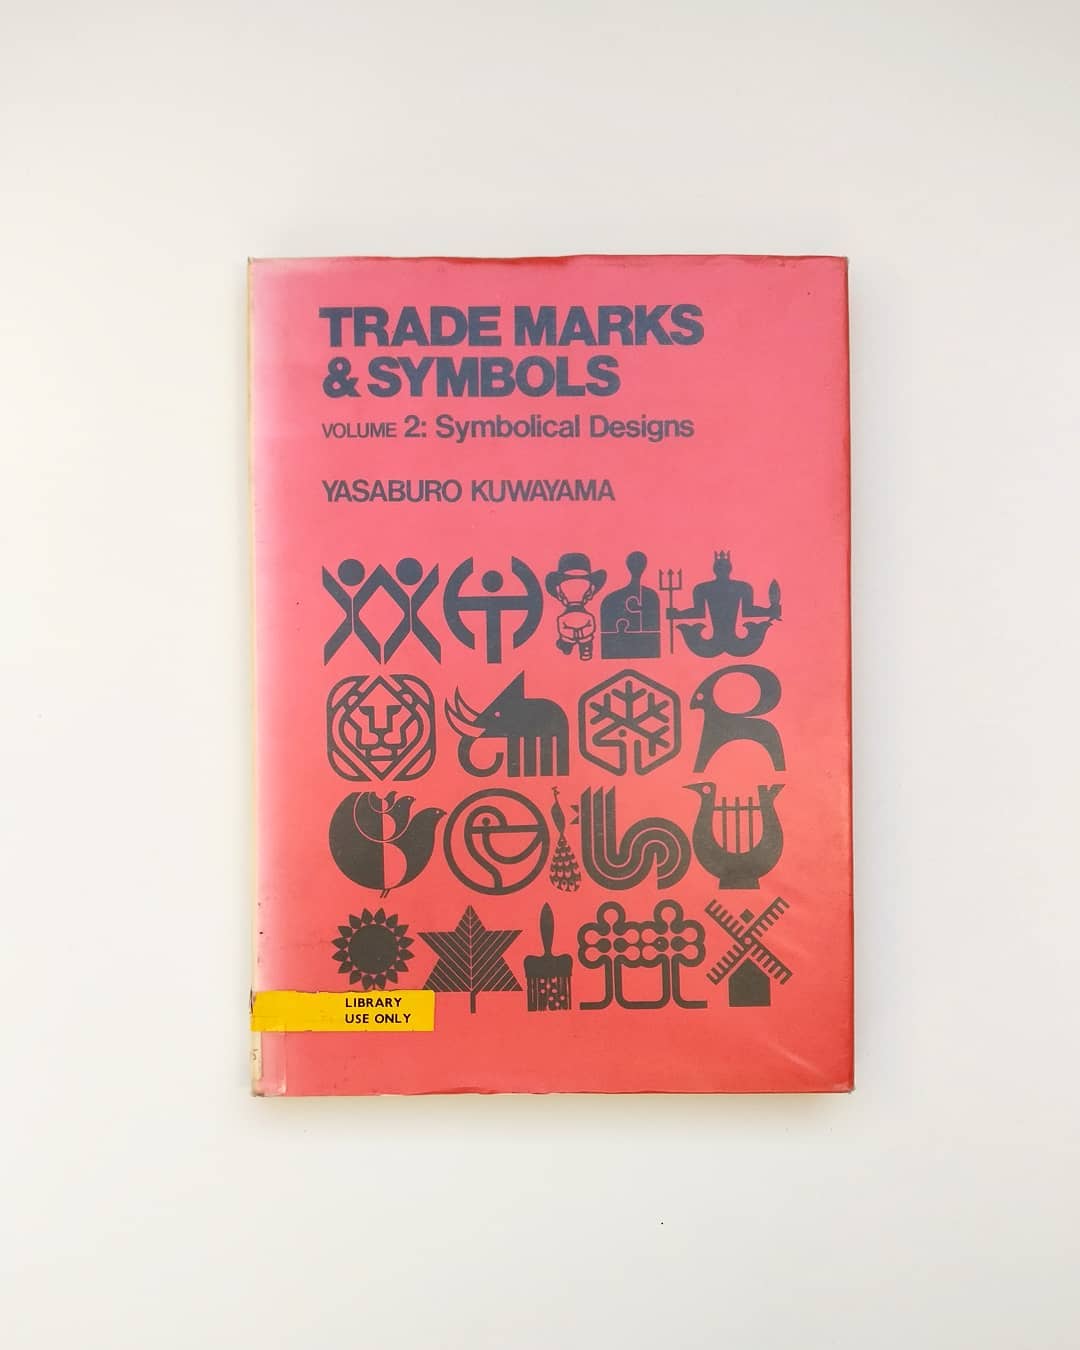 TRADE MARKS
& SYMBOLS
VOLUME 2: Symbolical Designs
YASABURO KUWAYAMA
LIBRARY
USE ONLY